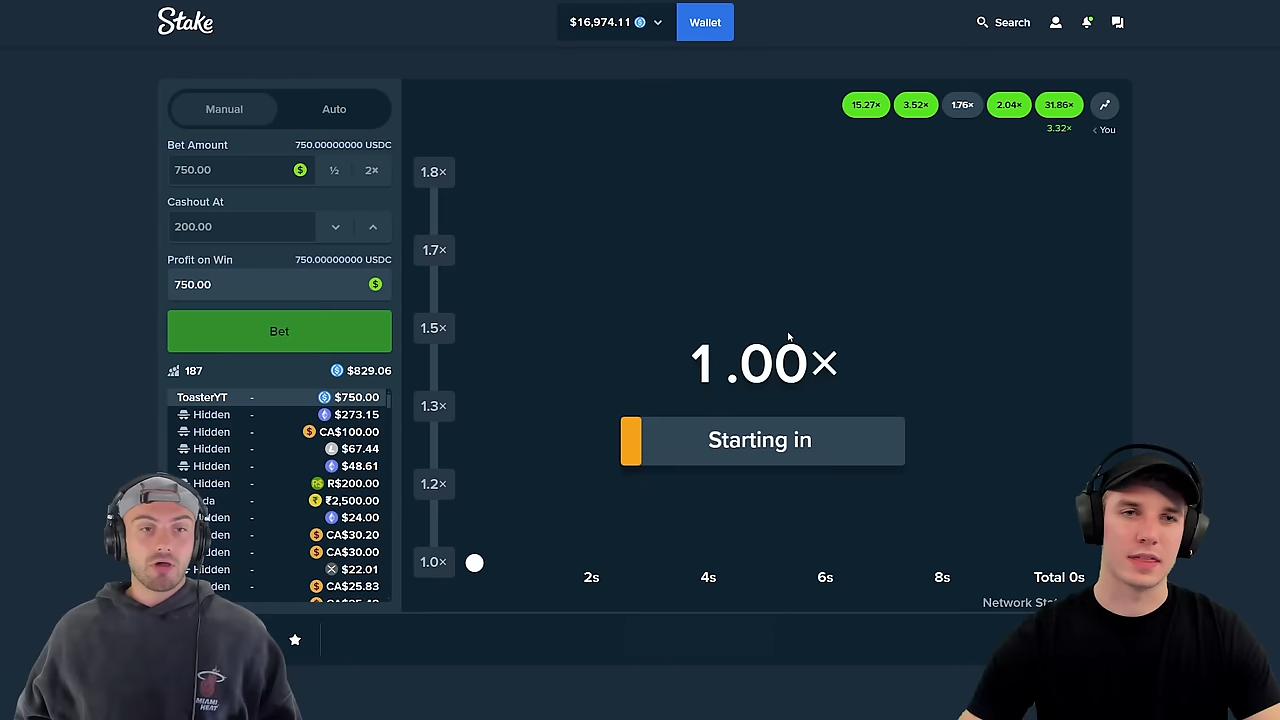 Stake
$16,974.11
Wallet
Search
Manual
Auto
15.27×
3.52×
1.76×
2.04×
31.86×
3.32×
You
Bet Amount
750.00000000 USDC
750.00
½
2×
Cashout At
200.00
Profit on Win
750.00000000 USDC
750.00
Bet
187
$829.06
ToasterYT - $750.00
Hidden - $273.15
Hidden - CA$100.00
Hidden - $67.44
Hidden - $48.61
- R$200.00
- ₹2,500.00
- $24.00
- CA$30.20
- CA$30.00
- $22.01
- CA$25.83
1.8×
1.7×
1.5×
1.3×
1.2×
1.0×
1.00×
Starting in
2s
4s
6s
8s
Total 0s
Network
MIAMI
HEAT